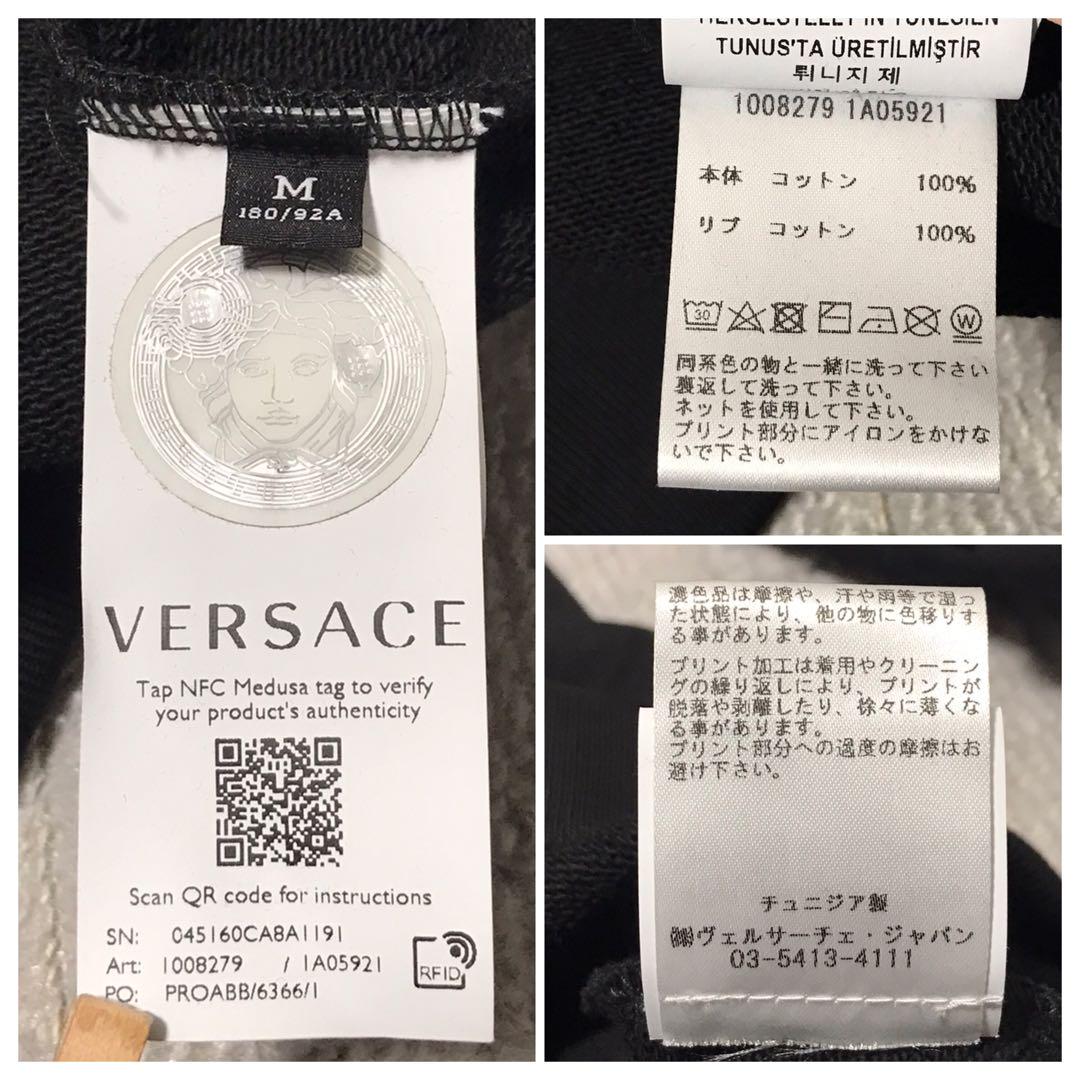 M
180/92A
VERSACE
Tap NFC Medusa tag to verify
your product's authenticity
Scan QR code for instructions
SN: 045160CA8A1191
Art: 1008279 / 1A05921
PO: PROABB/6366/1
RFID
HERGESTELLT IN TUNESIEN
TUNUS'TA ÜRETİLMİŞTİR
튀니지 제
1008279 1A05921
本体 コットン 100%
リブ コットン 100%
30
W
同系色の物と一緒に洗って下さい
裏返して洗って下さい。
ネットを使用して下さい。
プリント部分にアイロンをかけな
いで下さい。
濃色品は摩擦や、汗や雨等で湿っ
た状態により、他の物に色移りす
る事があります。
プリント加工は着用やクリーニン
グの繰り返しにより、プリントが
脱落や剥離したり、徐々に薄くな
る事があります。
プリント部分への過度の摩擦はお
避け下さい。
チュニジア製
㈱ヴェルサーチェ・ジャパン
03-5413-4111